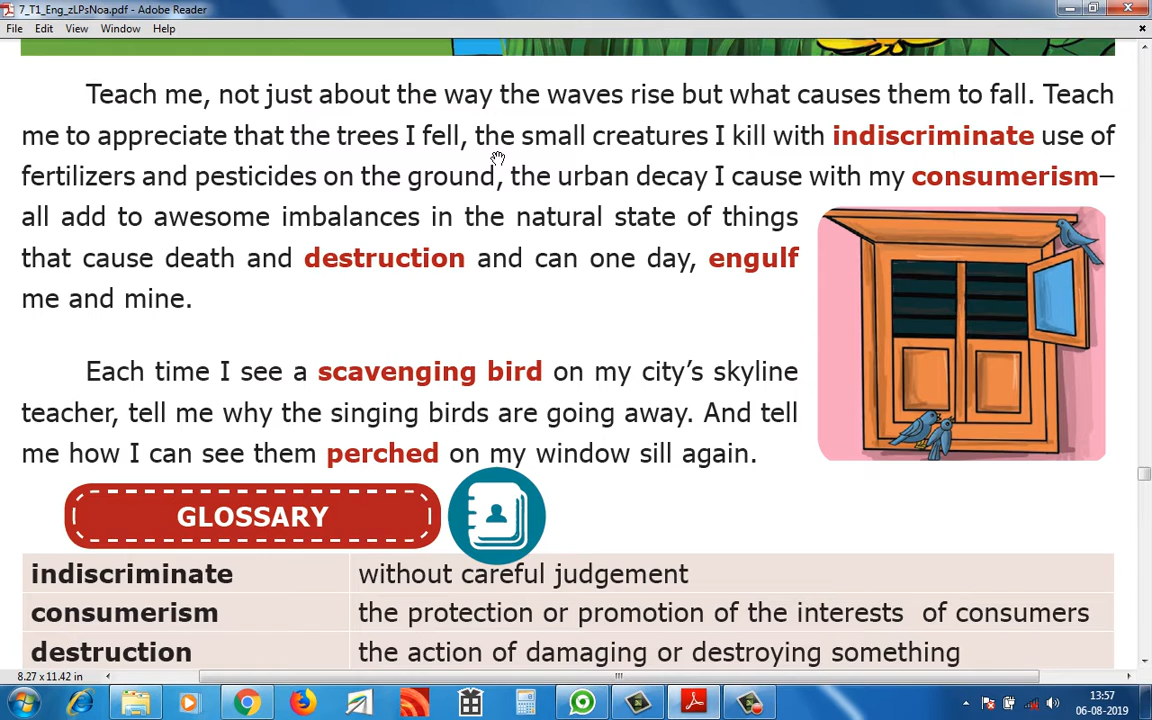 7_T1_Eng_zLPsNoa.pdf - Adobe Reader
File Edit View Window Help
Teach me, not just about the way the waves rise but what causes them to fall. Teach
me to appreciate that the trees I fell, the small creatures I kill with indiscriminate use of
fertilizers and pesticides on the ground, the urban decay I cause with my consumerism–
all add to awesome imbalances in the natural state of things
that cause death and destruction and can one day, engulf
me and mine.
Each time I see a scavenging bird on my city's skyline
teacher, tell me why the singing birds are going away. And tell
me how I can see them perched on my window sill again.
GLOSSARY
indiscriminate without careful judgement
consumerism the protection or promotion of the interests of consumers
destruction the action of damaging or destroying something
8.27 x 11.42 in
13:57
06-08-2019